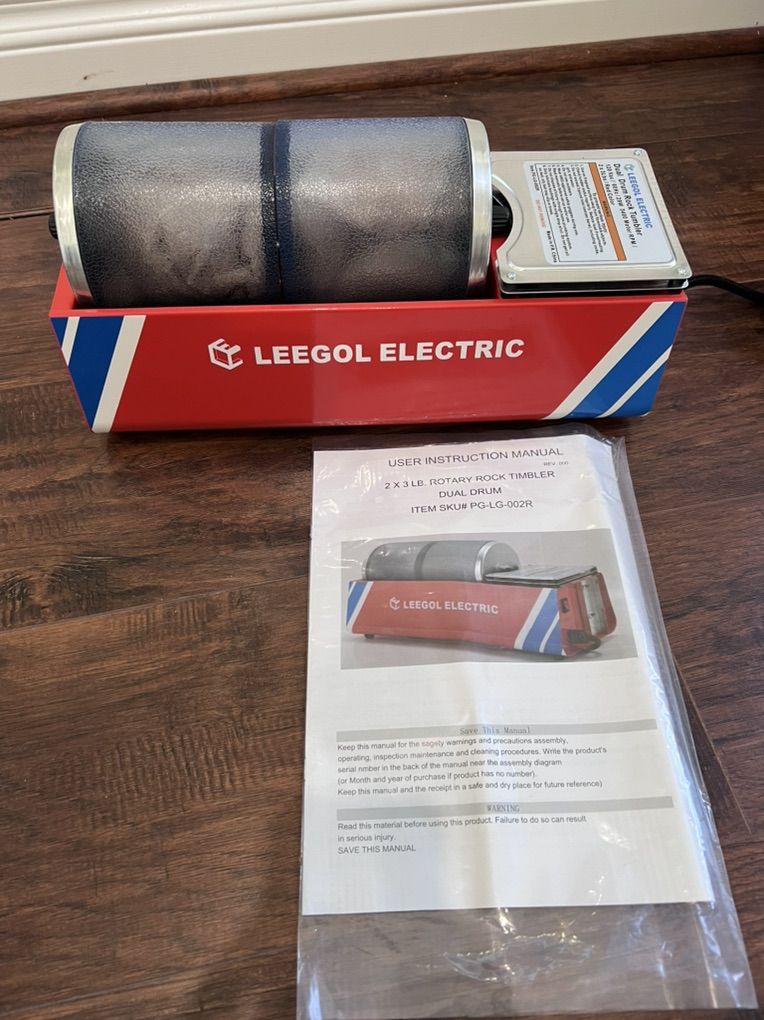 LEEGOL ELECTRIC
Dual Drum Rock Tumbler
LEEGOL ELECTRIC
USER INSTRUCTION MANUAL
REV. 000
2 X 3 LB. ROTARY ROCK TIMBLER
DUAL DRUM
ITEM SKU# PG-LG-002R
LEEGOL ELECTRIC
Save This Manual
Keep this manual for the sagety warnings and precautions assembly,
operating, inspection maintenance and cleaning procedures. Write the product's
serial nmber in the back of the manual near the assembly diagram
(or Month and year of purchase if product has no number).
Keep this manual and the receipt in a safe and dry place for future reference)
WARNING
Read this material before using this product. Failure to do so can result
in serious injury.
SAVE THIS MANUAL